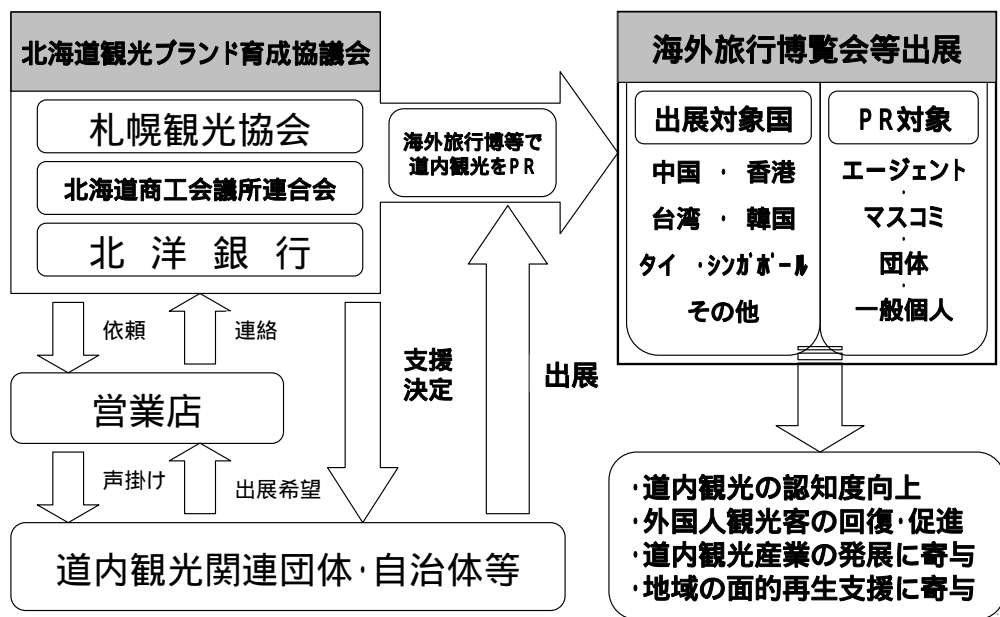 北海道観光ブランド育成協議会
札幌観光協会
北海道商工会議所連合会
北洋銀行
海外旅行博等で
道内観光をPR
海外旅行博覧会等出展
出展対象国
中国・香港
台湾・韓国
タイ・シンガポール
その他
PR対象
エージェント
・
マスコミ
・
団体
・
一般個人
依頼
連絡
営業店
声掛け
出展希望
支援
決定
出展
道内観光関連団体・自治体等
・道内観光の認知度向上
・外国人観光客の回復・促進
・道内観光産業の発展に寄与
・地域の面的再生支援に寄与